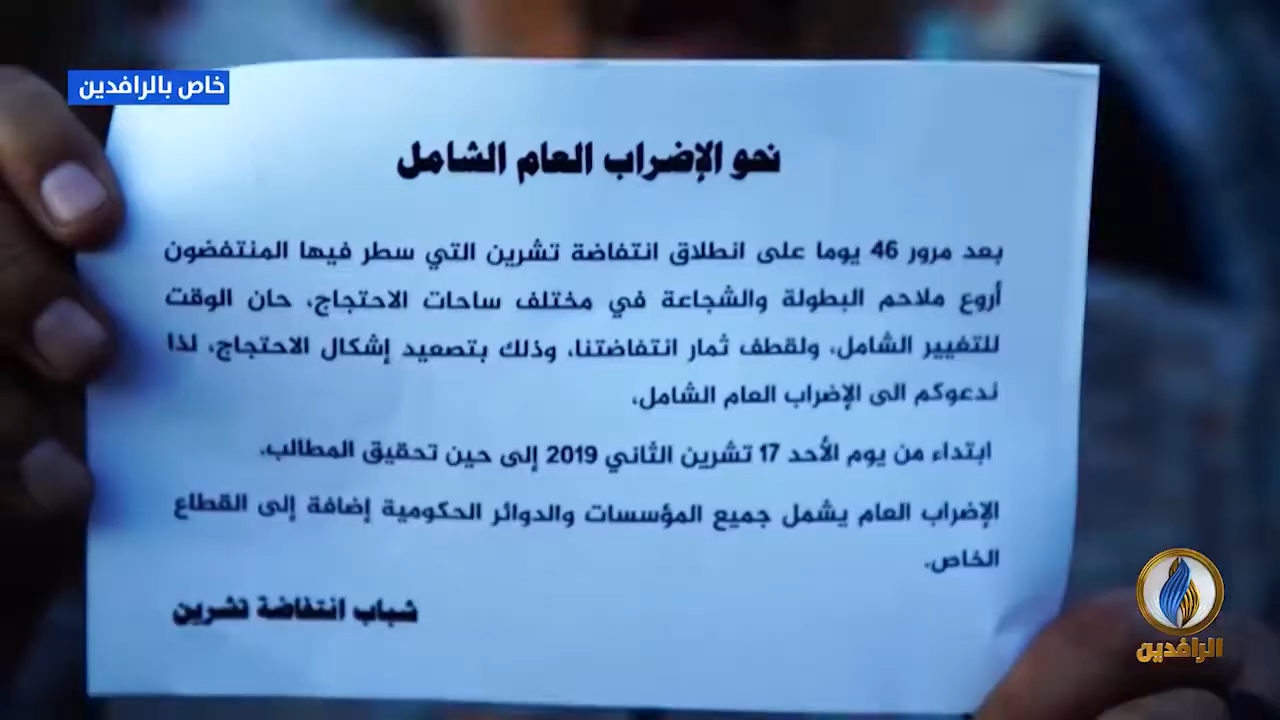 خاص بالرافدين
نحو الإضراب العام الشامل
بعد مرور 46 يوما على انطلاق انتفاضة تشرين التي سطر فيها المنتفضون
أروع ملاحم البطولة والشجاعة في مختلف ساحات الاحتجاج، حان الوقت
للتغيير الشامل، ولقطف ثمار انتفاضتنا، وذلك بتصعيد إشكال الاحتجاج، لذا
ندعوكم الى الإضراب العام الشامل،
ابتداء من يوم الأحد 17 تشرين الثاني 2019 إلى حين تحقيق المطالب.
الإضراب العام يشمل جميع المؤسسات والدوائر الحكومية إضافة إلى القطاع
الخاص.
شباب انتفاضة تشرين
الرافدين